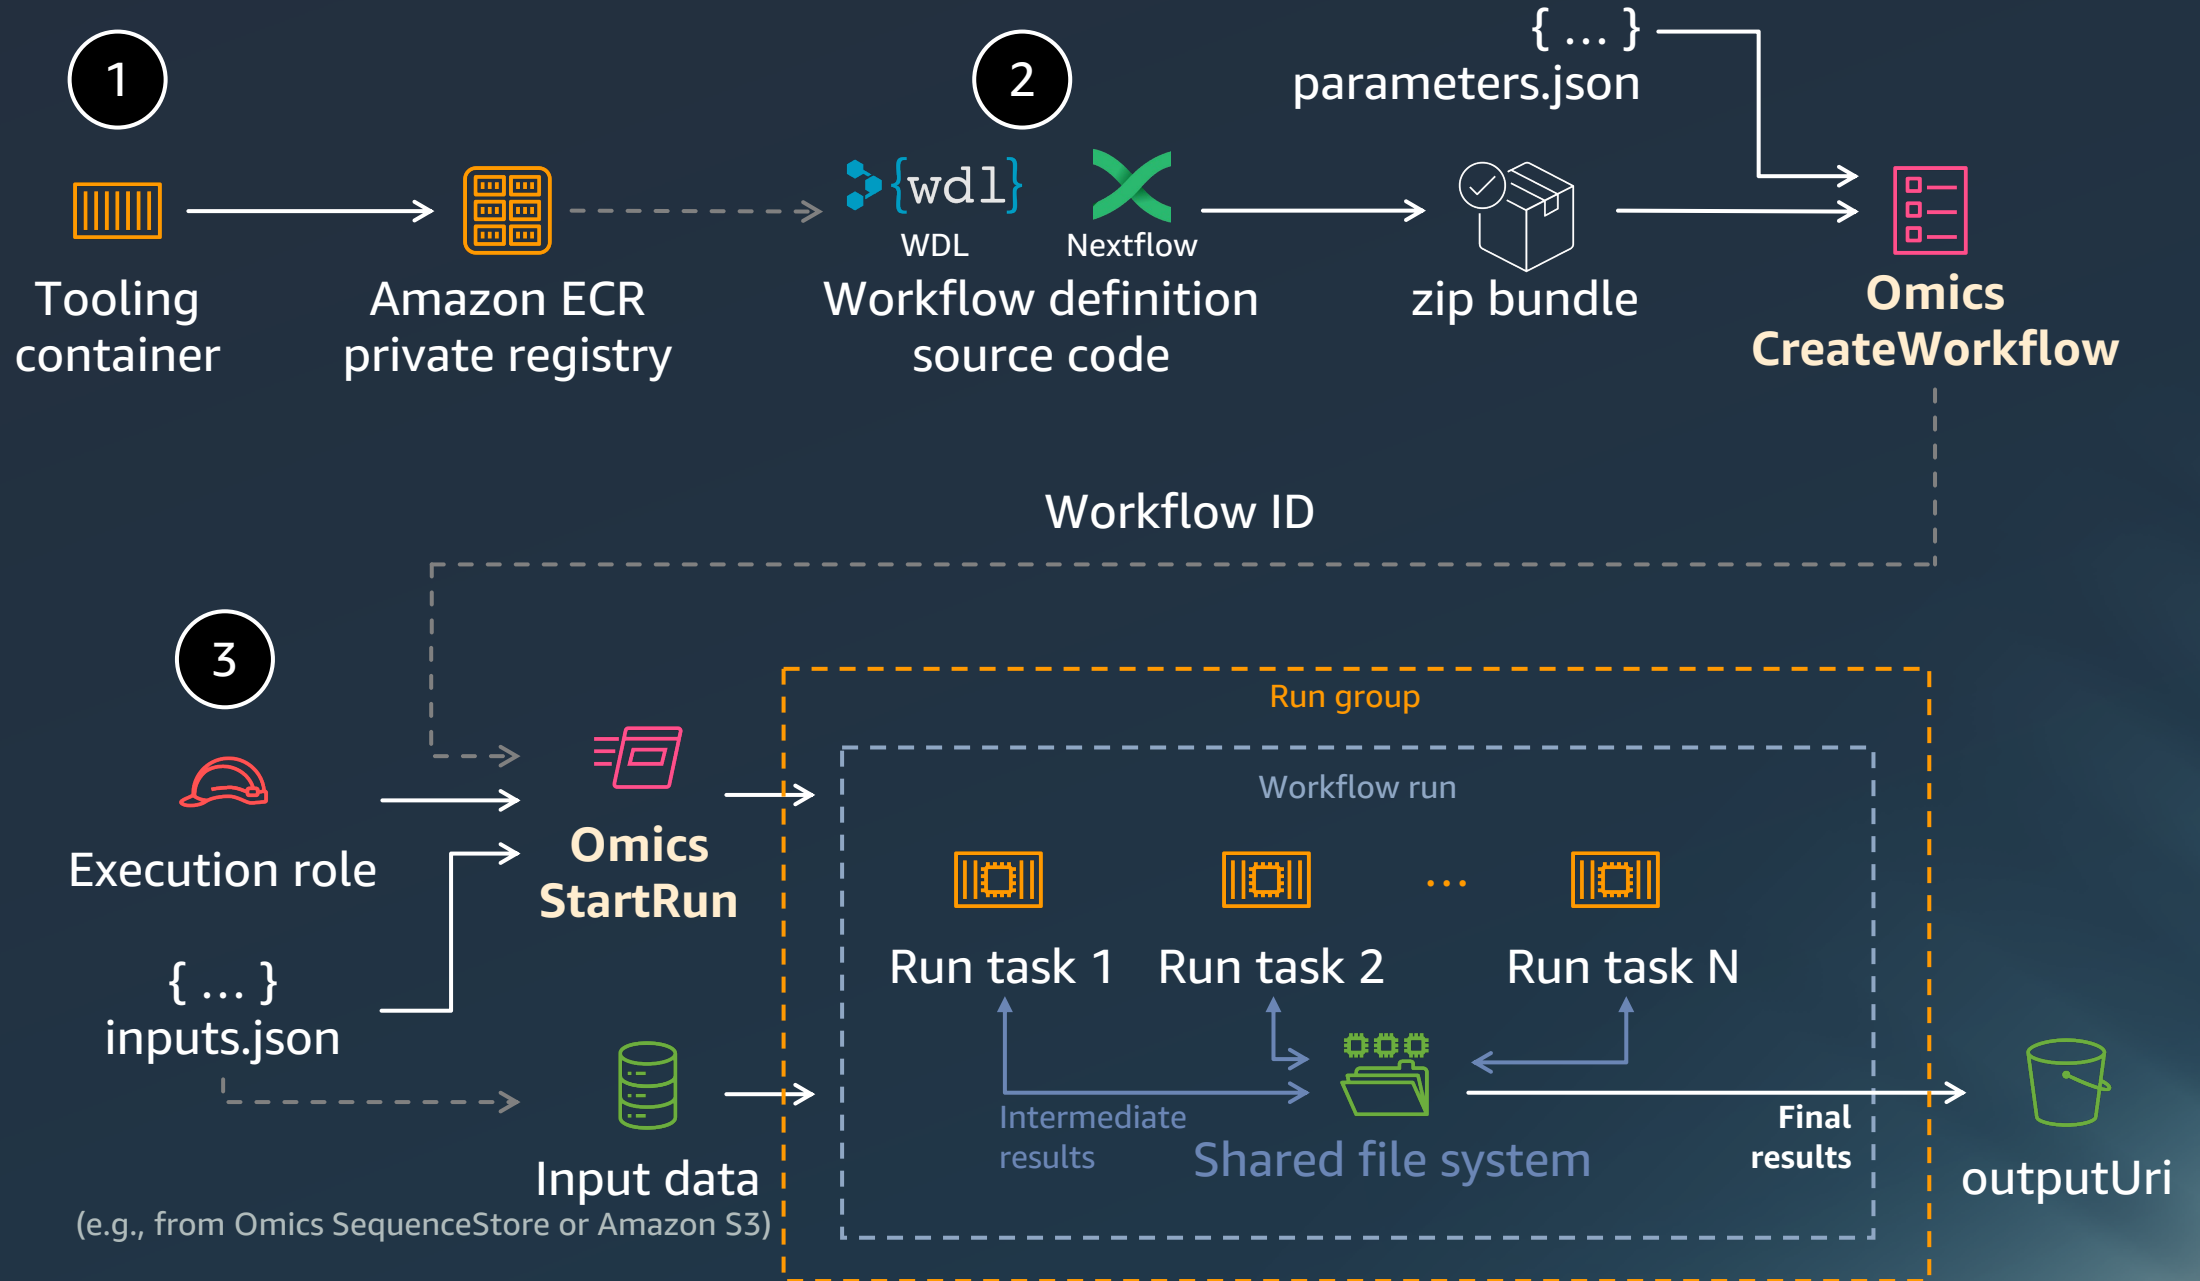 1
2
{ ... }
parameters.json
{wdl}
WDL
Nextflow
Tooling
container
Amazon ECR
private registry
Workflow definition
source code
zip bundle
Omics
CreateWorkflow
Workflow ID
3
Run group
Workflow run
Execution role
Omics
StartRun
...
Run task 1
Run task 2
Run task N
{ ... }
inputs.json
Intermediate
results
Shared file system
Final
results
outputUri
Input data
(e.g., from Omics SequenceStore or Amazon S3)